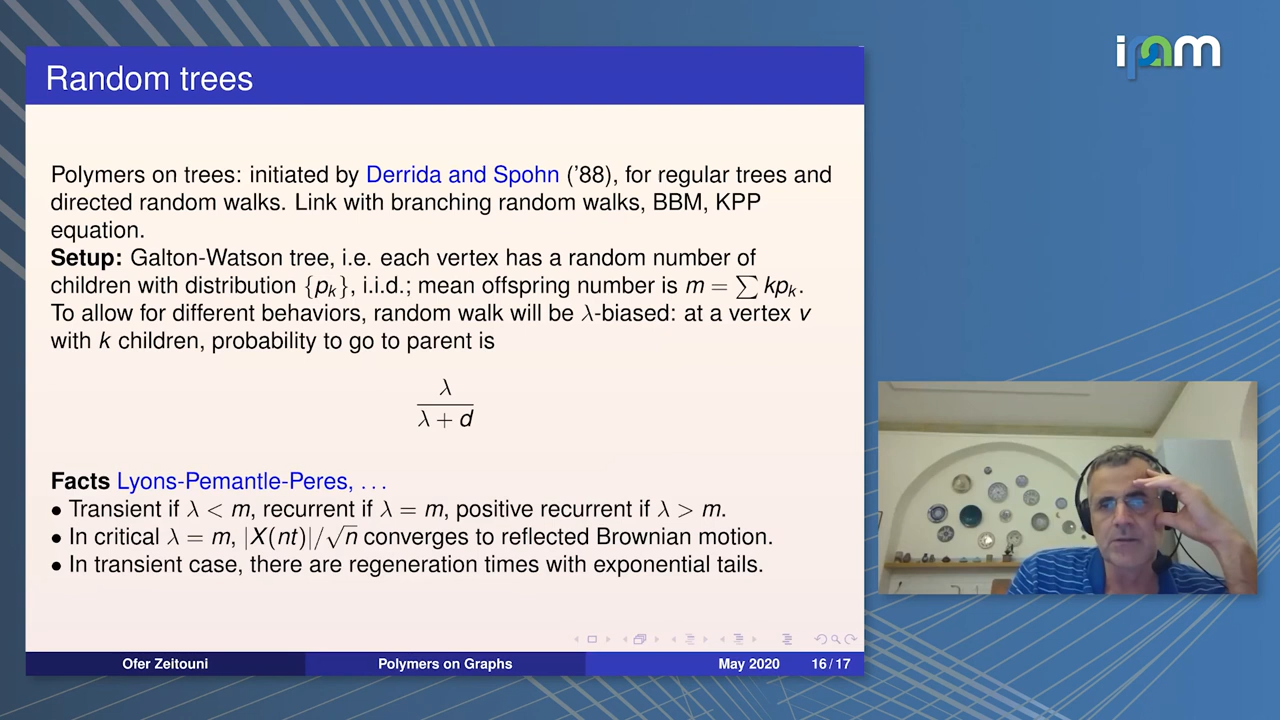 ipam
Random trees
Polymers on trees: initiated by Derrida and Spohn ('88), for regular trees and
directed random walks. Link with branching random walks, BBM, KPP
equation.
Setup: Galton-Watson tree, i.e. each vertex has a random number of
children with distribution {pₖ}, i.i.d.; mean offspring number is m = ∑ kpₖ.
To allow for different behaviors, random walk will be λ-biased: at a vertex v
with k children, probability to go to parent is
λ
λ + d
Facts Lyons-Pemantle-Peres, . . .
• Transient if λ < m, recurrent if λ = m, positive recurrent if λ > m.
• In critical λ = m, |X(nt)|/√n converges to reflected Brownian motion.
• In transient case, there are regeneration times with exponential tails.
Ofer Zeitouni Polymers on Graphs May 2020 16/17